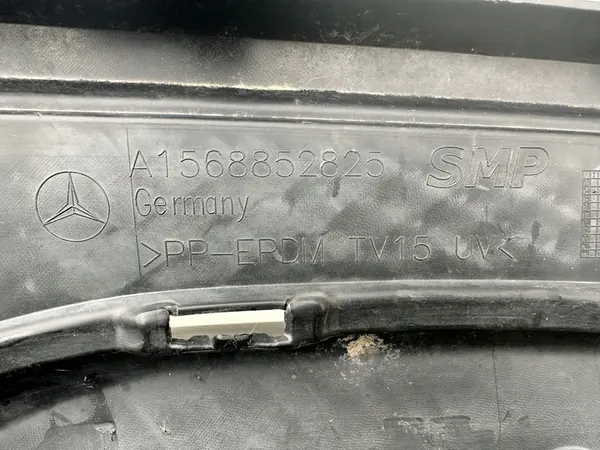 A1568852825 SMP
Germany
>PP-EPDM TV15 UV<